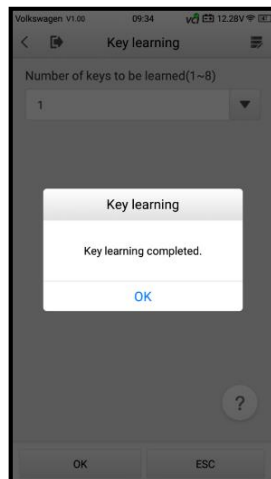 Volkswagen V1.00 09:34 12.28V
Key learning
Number of keys to be learned(1~8)
1
Key learning
Key learning completed.
OK
?
OK ESC